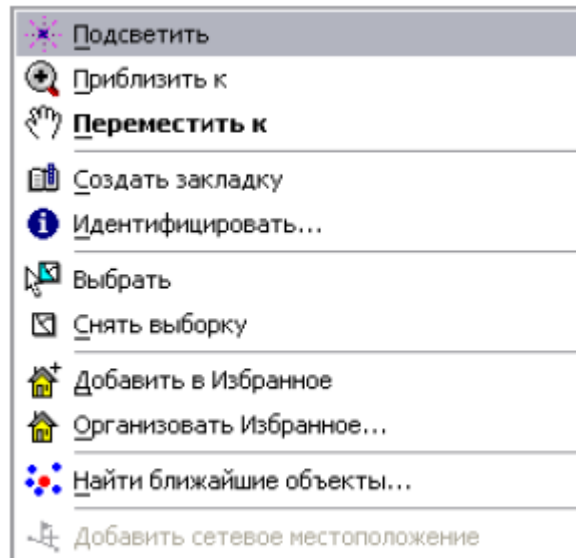 Подсветить
Приблизить к
Переместить к
Создать закладку
Идентифицировать...
Выбрать
Снять выборку
Добавить в Избранное
Организовать Избранное...
Найти ближайшие объекты...
Добавить сетевое местоположение